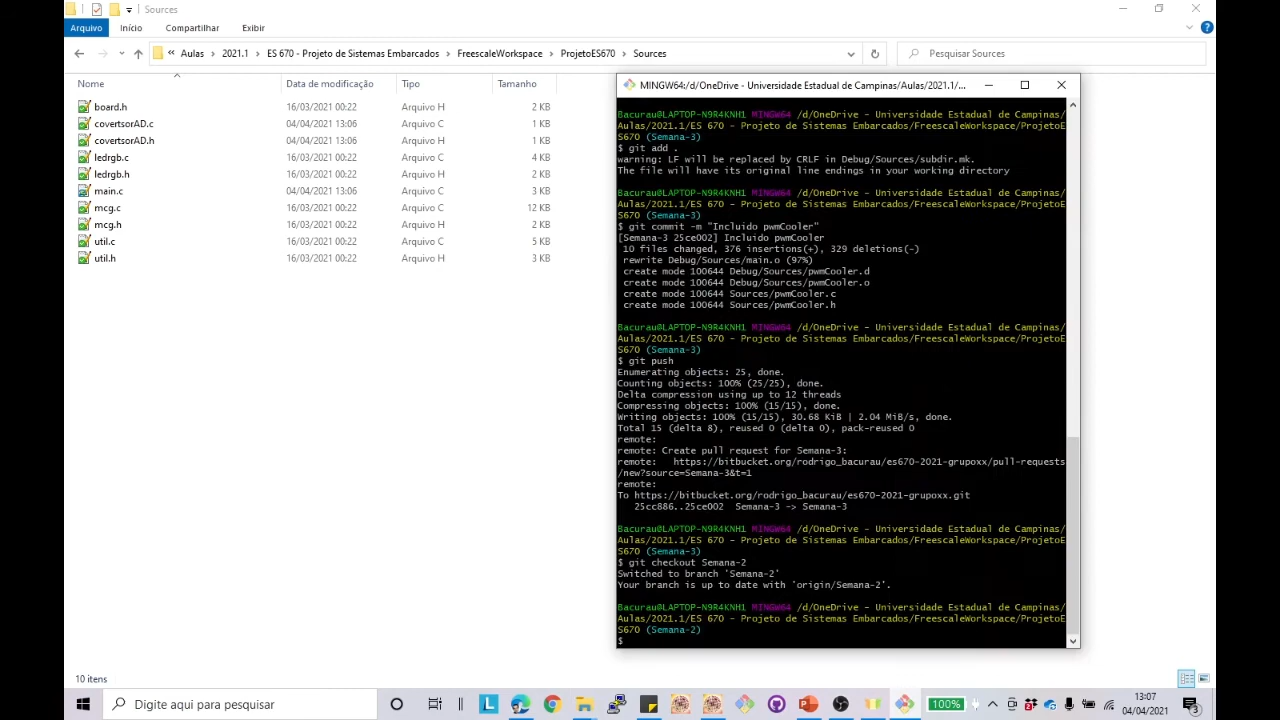 Sources
Arquivo Início Compartilhar Exibir
« Aulas > 2021.1 > ES 670 - Projeto de Sistemas Embarcados > FreescaleWorkspace > ProjetoES670 > Sources
Pesquisar Sources
Nome Data de modificação Tipo Tamanho
board.h 16/03/2021 00:22 Arquivo H 2 KB
covertsorAD.c 04/04/2021 13:06 Arquivo C 1 KB
covertsorAD.h 04/04/2021 13:06 Arquivo H 1 KB
ledrgb.c 16/03/2021 00:22 Arquivo C 4 KB
ledrgb.h 16/03/2021 00:22 Arquivo H 2 KB
main.c 04/04/2021 13:06 Arquivo C 3 KB
mcg.c 16/03/2021 00:22 Arquivo C 12 KB
mcg.h 16/03/2021 00:22 Arquivo H 2 KB
util.c 16/03/2021 00:22 Arquivo C 5 KB
util.h 16/03/2021 00:22 Arquivo H 3 KB
MINGW64:/d/OneDrive - Universidade Estadual de Campinas/Aulas/2021.1/...
Bacurau@LAPTOP-N9R4KNH1 MINGW64 /d/OneDrive - Universidade Estadual de Campinas/
Aulas/2021.1/ES 670 - Projeto de Sistemas Embarcados/FreescaleWorkspace/ProjetoE
S670 (Semana-3)
$ git add .
warning: LF will be replaced by CRLF in Debug/Sources/subdir.mk.
The file will have its original line endings in your working directory
Bacurau@LAPTOP-N9R4KNH1 MINGW64 /d/OneDrive - Universidade Estadual de Campinas/
Aulas/2021.1/ES 670 - Projeto de Sistemas Embarcados/FreescaleWorkspace/ProjetoE
S670 (Semana-3)
$ git commit -m "Incluido pwmCooler"
[Semana-3 25ce002] Incluido pwmCooler
10 files changed, 376 insertions(+), 329 deletions(-)
rewrite Debug/Sources/main.o (97%)
create mode 100644 Debug/Sources/pwmCooler.d
create mode 100644 Debug/Sources/pwmCooler.o
create mode 100644 Sources/pwmCooler.c
create mode 100644 Sources/pwmCooler.h
Bacurau@LAPTOP-N9R4KNH1 MINGW64 /d/OneDrive - Universidade Estadual de Campinas/
Aulas/2021.1/ES 670 - Projeto de Sistemas Embarcados/FreescaleWorkspace/ProjetoE
S670 (Semana-3)
$ git push
Enumerating objects: 25, done.
Counting objects: 100% (25/25), done.
Delta compression using up to 12 threads
Compressing objects: 100% (15/15), done.
Writing objects: 100% (15/15), 30.68 KiB | 2.04 MiB/s, done.
Total 15 (delta 8), reused 0 (delta 0), pack-reused 0
remote:
remote: Create pull request for Semana-3:
remote: https://bitbucket.org/rodrigo_bacurau/es670-2021-grupoxx/pull-requests
/new?source=Semana-3&t=1
remote:
To https://bitbucket.org/rodrigo_bacurau/es670-2021-grupoxx.git
25cc886..25ce002 Semana-3 -> Semana-3
Bacurau@LAPTOP-N9R4KNH1 MINGW64 /d/OneDrive - Universidade Estadual de Campinas/
Aulas/2021.1/ES 670 - Projeto de Sistemas Embarcados/FreescaleWorkspace/ProjetoE
S670 (Semana-3)
$ git checkout Semana-2
Switched to branch 'Semana-2'
Your branch is up to date with 'origin/Semana-2'.
Bacurau@LAPTOP-N9R4KNH1 MINGW64 /d/OneDrive - Universidade Estadual de Campinas/
Aulas/2021.1/ES 670 - Projeto de Sistemas Embarcados/FreescaleWorkspace/ProjetoE
S670 (Semana-2)
$
10 itens
Digite aqui para pesquisar
100%
13:07
04/04/2021